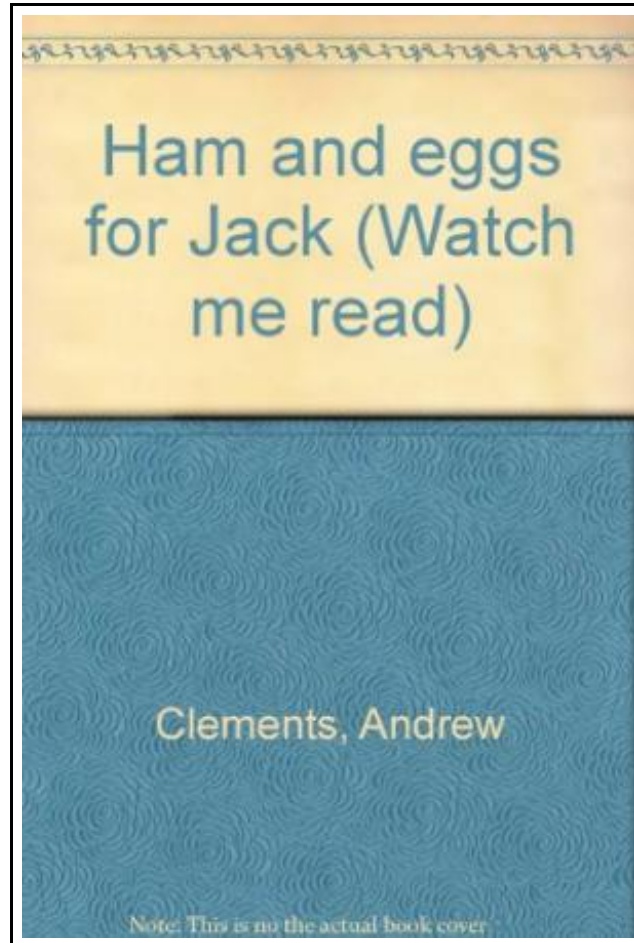 Ham and eggs
for Jack (Watch
me read)
Clements, Andrew
Note: This is no the actual book cover